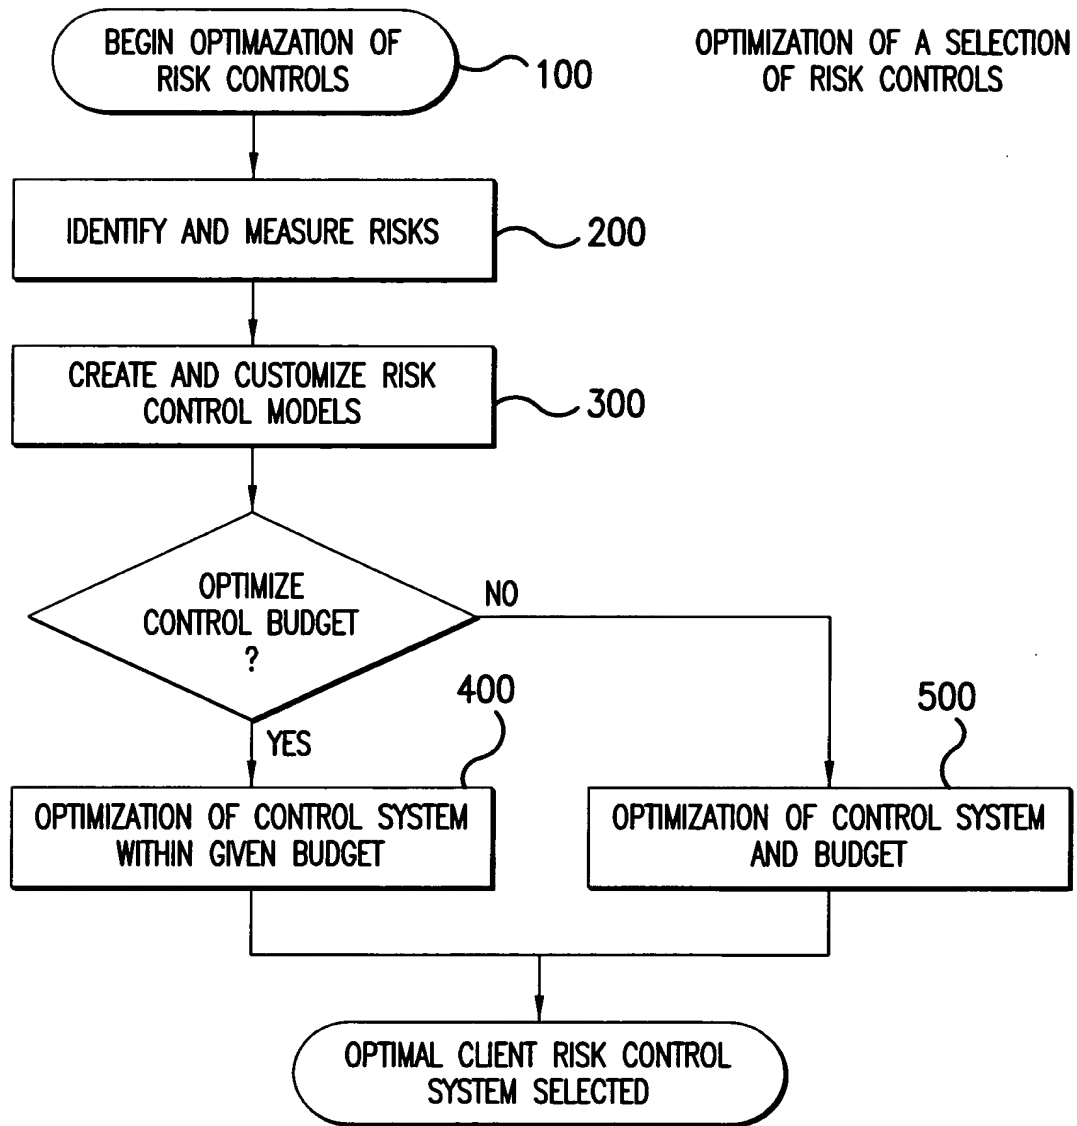 BEGIN OPTIMAZATION OF
RISK CONTROLS
100
OPTIMIZATION OF A SELECTION
OF RISK CONTROLS
IDENTIFY AND MEASURE RISKS
200
CREATE AND CUSTOMIZE RISK
CONTROL MODELS
300
OPTIMIZE
CONTROL BUDGET
?
NO
YES
400
500
OPTIMIZATION OF CONTROL SYSTEM
WITHIN GIVEN BUDGET
OPTIMIZATION OF CONTROL SYSTEM
AND BUDGET
OPTIMAL CLIENT RISK CONTROL
SYSTEM SELECTED